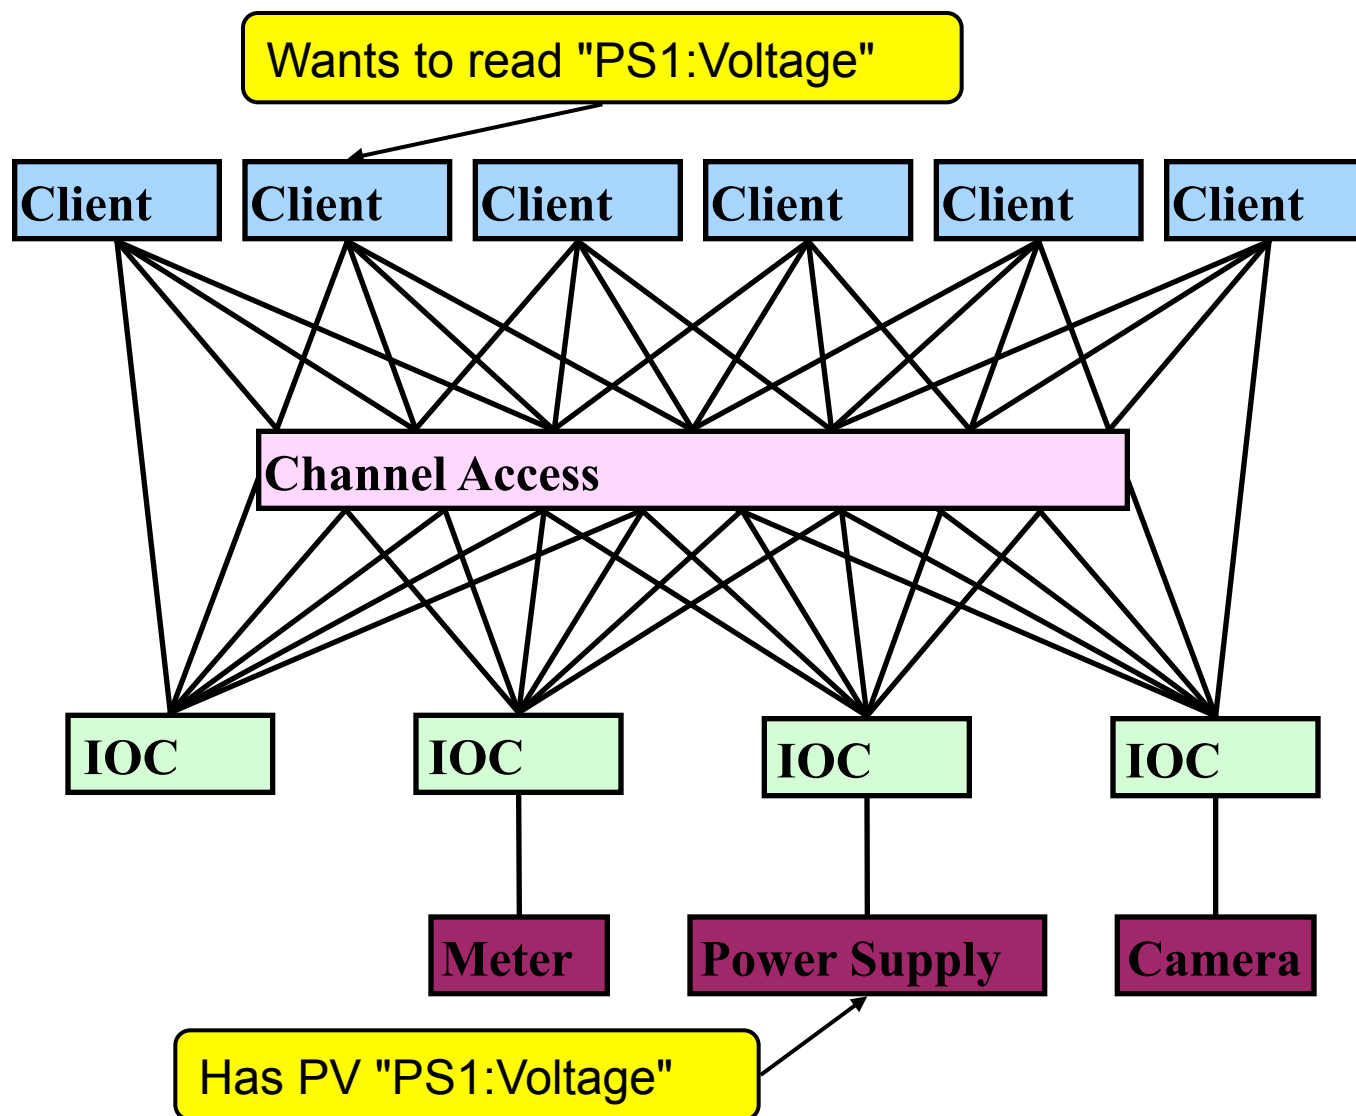 Wants to read "PS1:Voltage"
Client Client Client Client Client Client
Channel Access
IOC IOC IOC IOC
Meter Power Supply Camera
Has PV "PS1:Voltage"